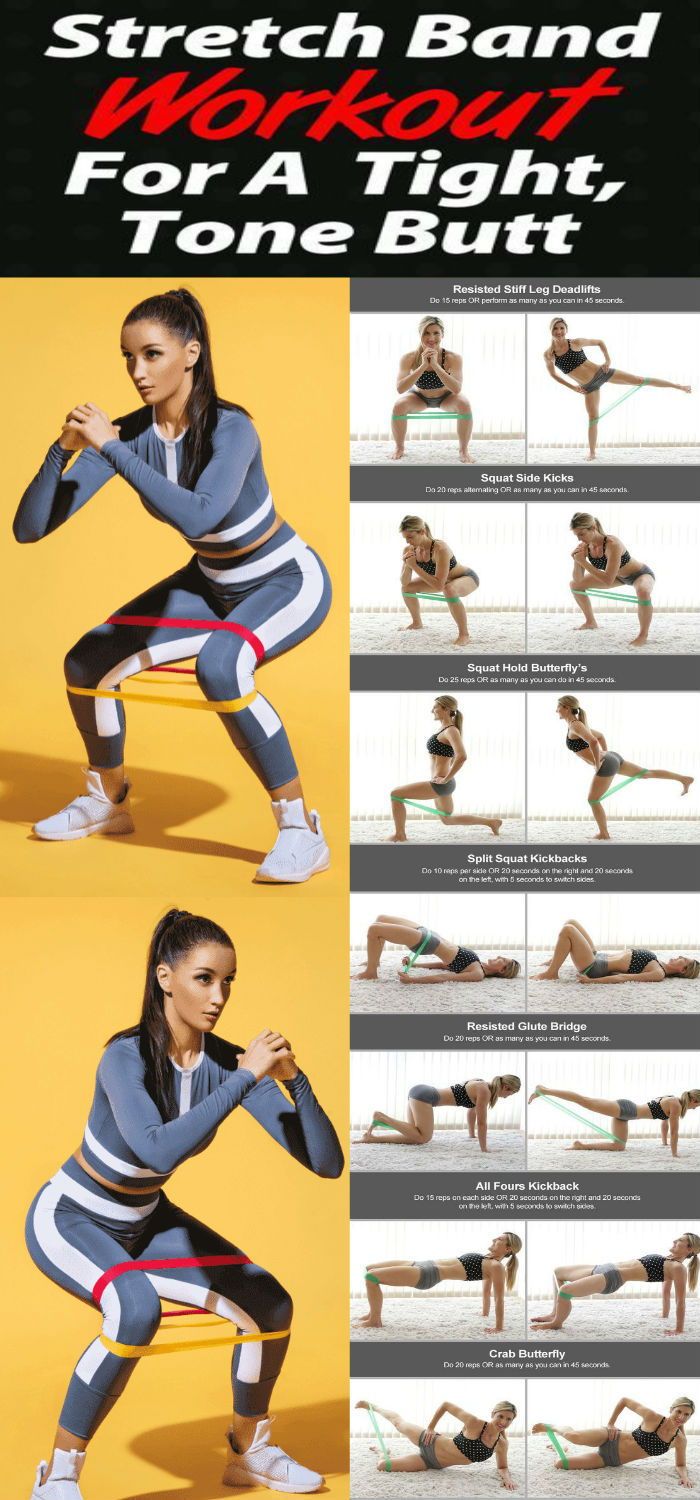 Stretch Band
Workout
For A Tight,
Tone Butt
Resisted Stiff Leg Deadlifts
Do 15 reps OR perform as many as you can in 45 seconds.
Squat Side Kicks
Do 20 reps alternating OR as many as you can in 45 seconds.
Squat Hold Butterfly's
Do 25 reps OR as many as you can do in 45 seconds.
Split Squat Kickbacks
Do 10 reps per side OR 20 seconds on the right and 20 seconds
on the left, with 5 seconds to switch sides.
Resisted Glute Bridge
Do 20 reps OR as many as you can in 45 seconds.
All Fours Kickback
Do 15 reps on each side OR 20 seconds on the right and 20 seconds
on the left, with 5 seconds to switch sides.
Crab Butterfly
Do 20 reps OR as many as you can in 45 seconds.